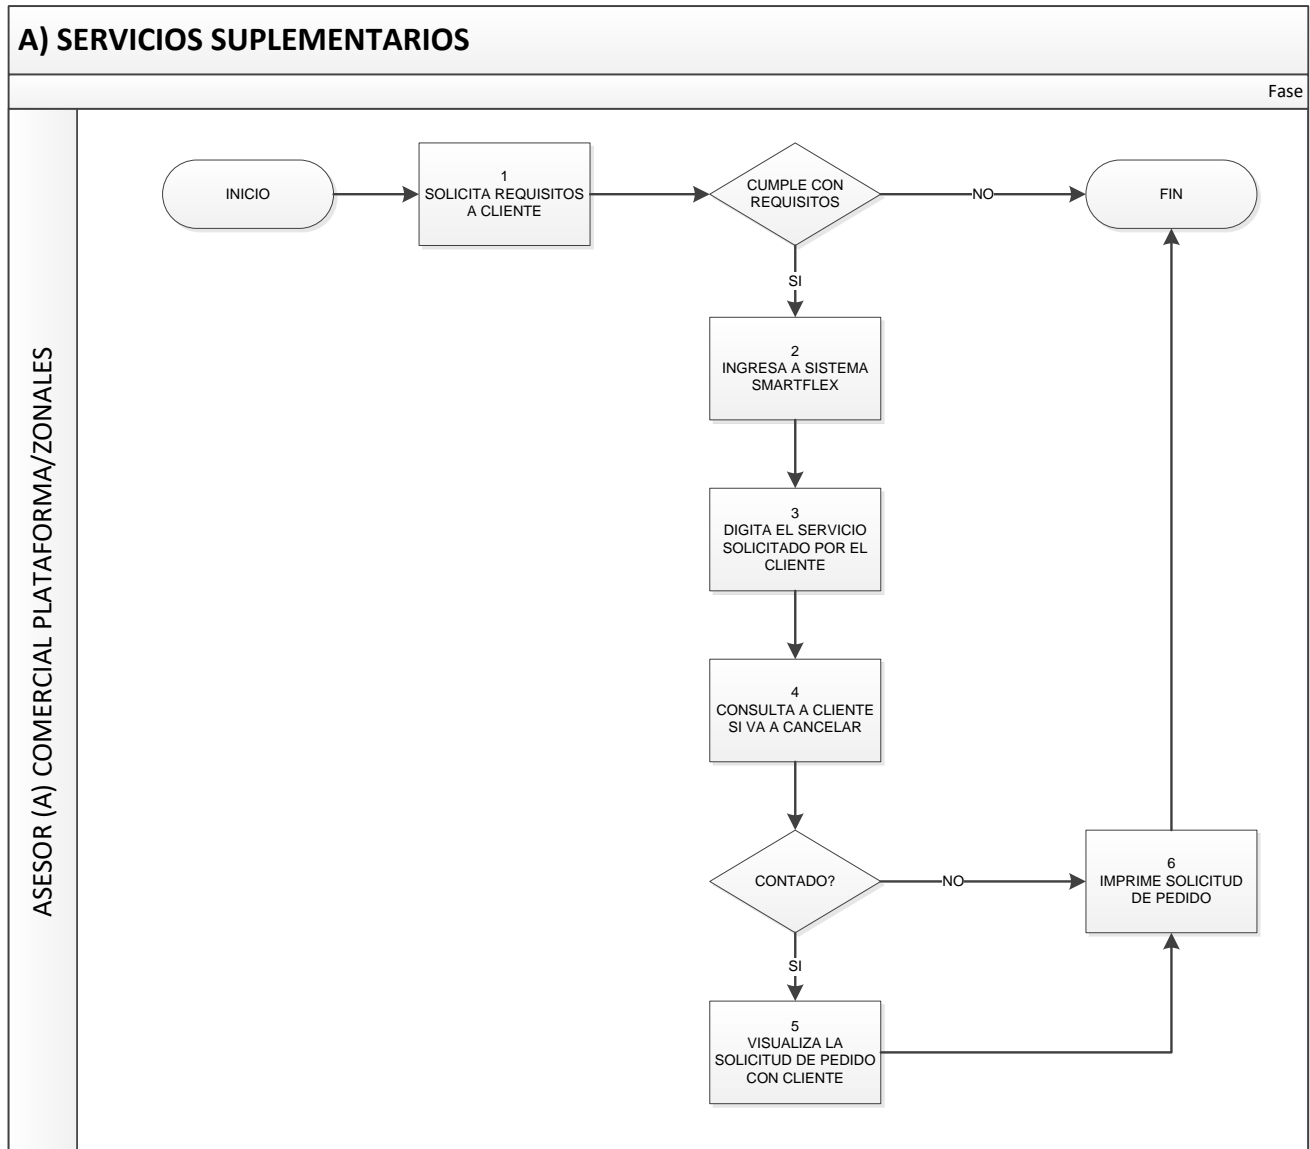 A) SERVICIOS SUPLEMENTARIOS
Fase
ASESOR (A) COMERCIAL PLATAFORMA/ZONALES
INICIO
1
SOLICITA REQUISITOS
A CLIENTE
CUMPLE CON
REQUISITOS
NO
FIN
SI
2
INGRESA A SISTEMA
SMARTFLEX
3
DIGITA EL SERVICIO
SOLICITADO POR EL
CLIENTE
4
CONSULTA A CLIENTE
SI VA A CANCELAR
CONTADO?
NO
6
IMPRIME SOLICITUD
DE PEDIDO
SI
5
VISUALIZA LA
SOLICITUD DE PEDIDO
CON CLIENTE